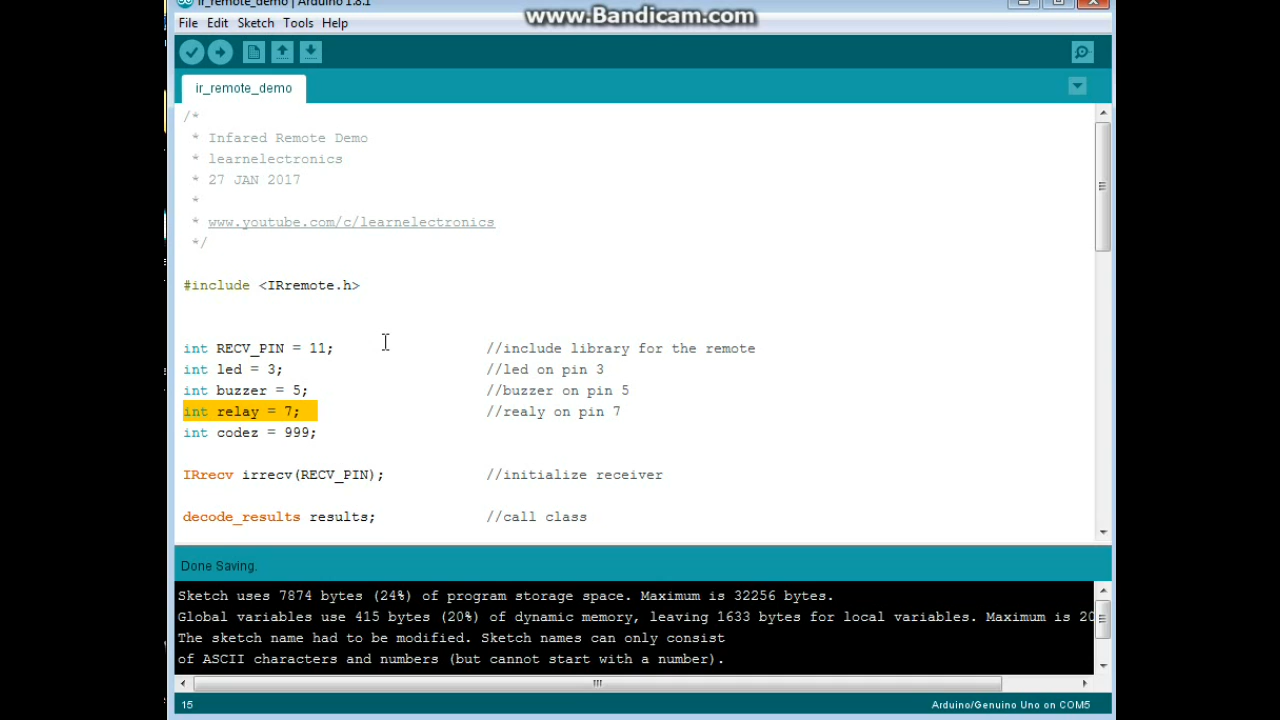 ir_remote_demo | Arduino 1.8.1
www.Bandicam.com
File Edit Sketch Tools Help
ir_remote_demo
/*
* Infared Remote Demo
* learnelectronics
* 27 JAN 2017
*
* www.youtube.com/c/learnelectronics
*/
#include <IRremote.h>
int RECV_PIN = 11; //include library for the remote
int led = 3; //led on pin 3
int buzzer = 5; //buzzer on pin 5
int relay = 7; //realy on pin 7
int codez = 999;
IRrecv irrecv(RECV_PIN); //initialize receiver
decode_results results; //call class
Done Saving.
Sketch uses 7874 bytes (24%) of program storage space. Maximum is 32256 bytes.
Global variables use 415 bytes (20%) of dynamic memory, leaving 1633 bytes for local variables. Maximum is 20
The sketch name had to be modified. Sketch names can only consist
of ASCII characters and numbers (but cannot start with a number).
15
Arduino/Genuino Uno on COM5